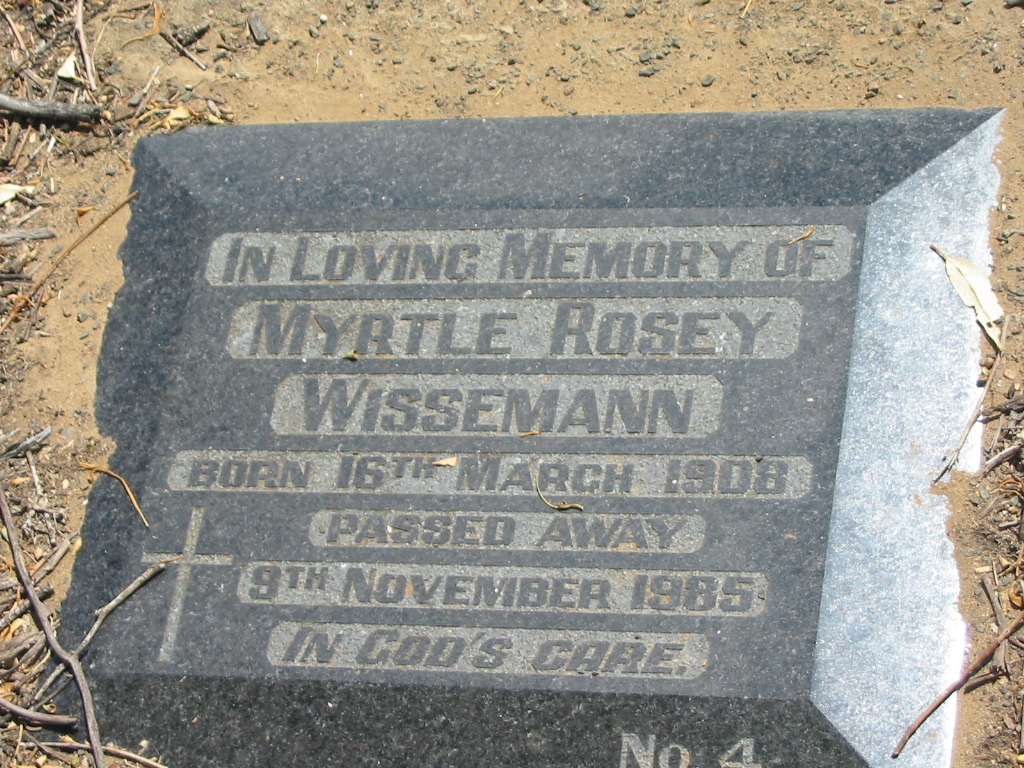 IN LOVING MEMORY OF
MYRTLE ROSEY
WISSEMANN
BORN 16TH MARCH 1908
PASSED AWAY
9TH NOVEMBER 1985
IN GOD'S CARE.
No 4